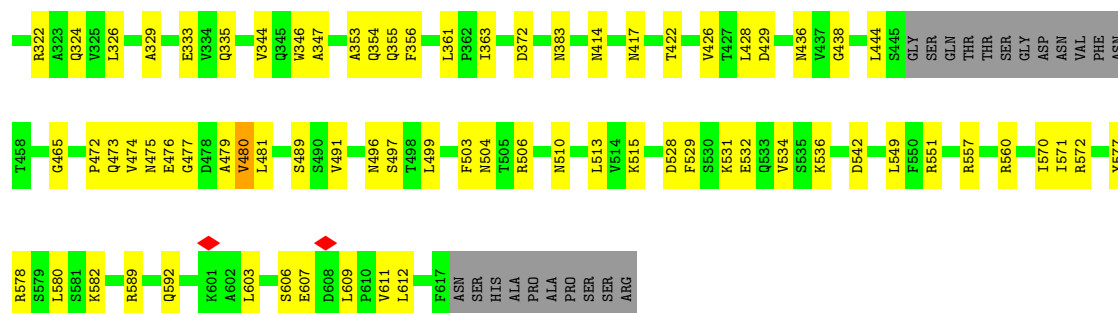 R322 A323 Q324 V325 L326 A329 E333 V334 Q335 V344 Q345 W346 A347 A353 Q354 Q355 F356 L361 P362 I363 D372 N383 N414 N417 T422 V426 T427 L428 D429 N436 V437 G438 L444 S445 GLY SER GLN THR THR SER GLY ASP ASN VAL PHE ASN
T458 G465 P472 Q473 V474 N475 E476 G477 D478 A479 V480 L481 S489 S490 V491 N496 S497 T498 L499 F503 N504 T505 R506 N510 L513 V514 K515 D528 F529 S530 K531 E532 Q533 V534 S535 K536 D542 L549 F550 R551 R557 R560 I570 I571 R572 Y577
R578 S579 L580 S581 K582 R589 Q592 K601 A602 L603 S606 E607 D608 L609 P610 V611 L612 F617 ASN SER HIS ALA PRO ALA PRO SER SER ARG